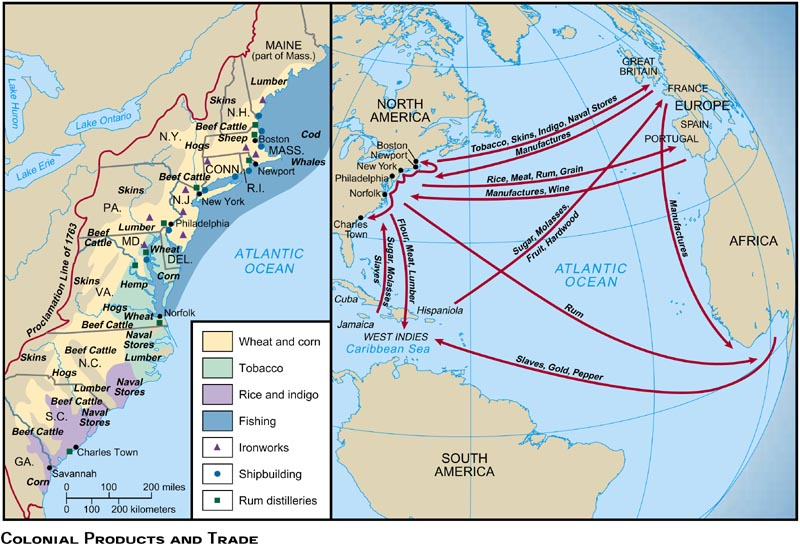 MAINE
(part of Mass.)
Lake Huron
Lake Ontario
Lake Erie
Lumber
Skins
N.H.
N.Y.
Beef Cattle
Sheep
Boston
Cod
Hogs
MASS.
Whales
CONN.
Newport
R.I.
Beef Cattle
Skins
N.J.
New York
PA.
Lumber
Philadelphia
Beef
Cattle
MD.
Wheat
DEL.
ATLANTIC
OCEAN
Corn
Proclamation Line of 1763
Skins
Hemp
VA.
Hogs
Wheat
Norfolk
Beef Cattle
Naval
Stores
Beef Cattle
Lumber
Skins
N.C.
Hogs
Lumber
Naval
Stores
Beef Cattle
S.C.
Naval
Stores
Beef Cattle
Charles Town
GA.
Savannah
Corn
0 100 200 miles
0 100 200 kilometers
Wheat and corn
Tobacco
Rice and indigo
Fishing
Ironworks
Shipbuilding
Rum distilleries
GREAT
BRITAIN
FRANCE
EUROPE
SPAIN
PORTUGAL
NORTH
AMERICA
Tobacco, Skins, Indigo, Naval Stores
Manufactures
Boston
Newport
New York
Philadelphia
Norfolk
Charles
Town
Rice, Meat, Rum, Grain
Manufactures, Wine
Sugar, Molasses,
Fruit, Hardwood
Manufactures
AFRICA
Flour, Meat, Lumber
Sugar, Molasses
Slaves
ATLANTIC
OCEAN
Cuba
Hispaniola
Jamaica
Rum
WEST INDIES
Caribbean Sea
Slaves, Gold, Pepper
SOUTH
AMERICA
COLONIAL PRODUCTS AND TRADE